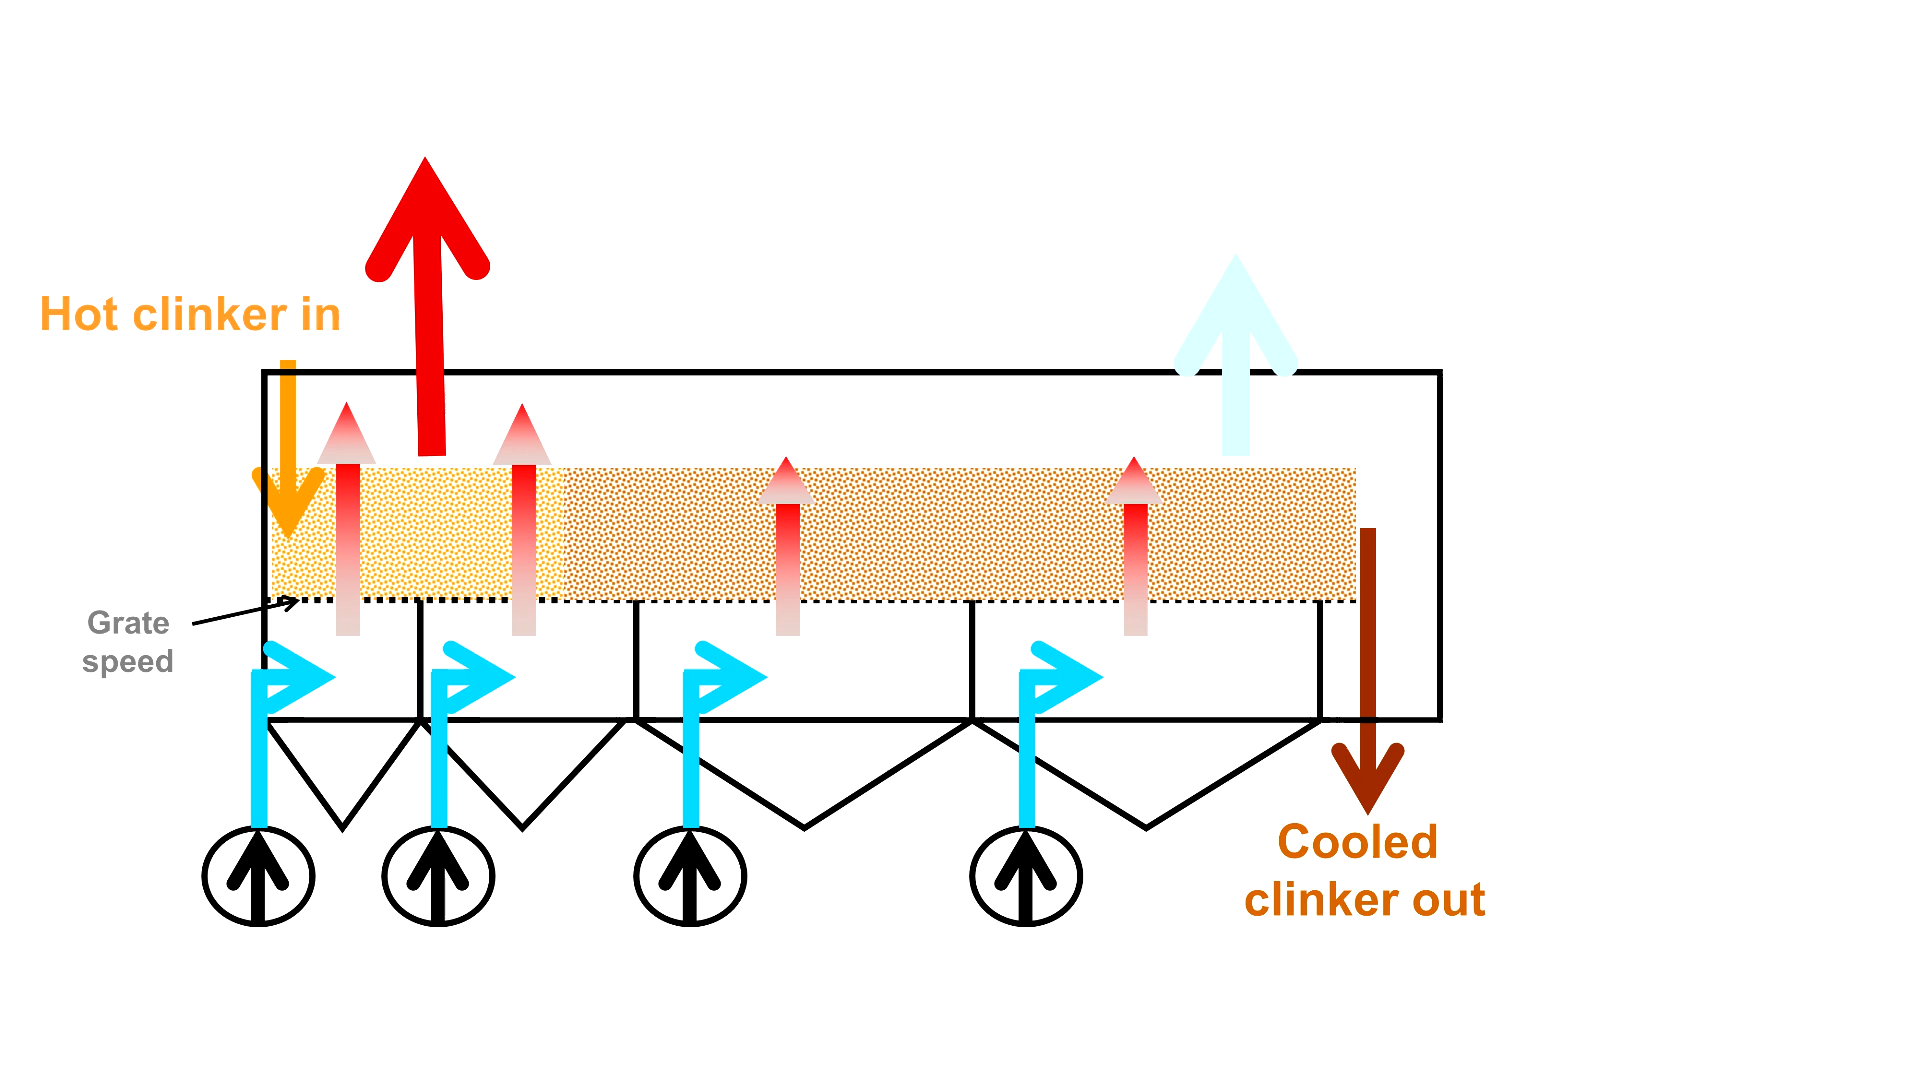 Hot clinker in
Grate
speed
Cooled
clinker out